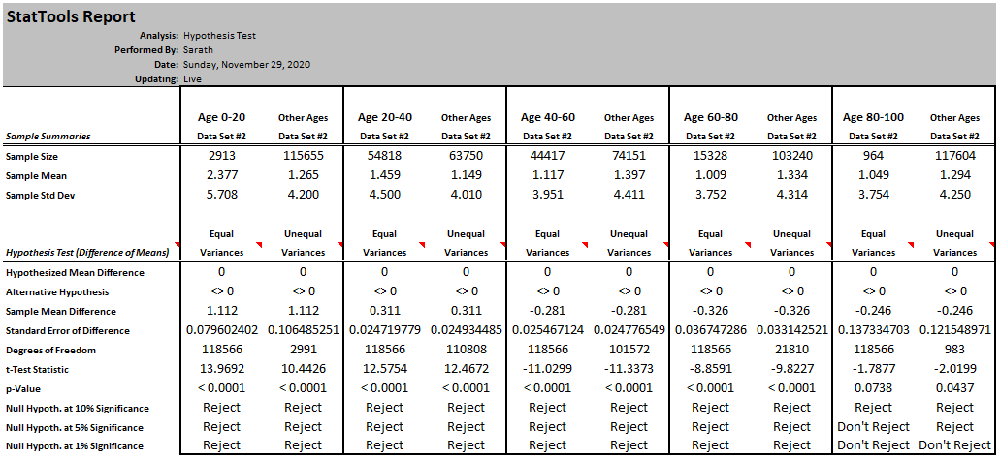 StatTools Report
Analysis: Hypothesis Test
Performed By: Sarath
Date: Sunday, November 29, 2020
Updating: Live
Age 0-20 Other Ages Age 20-40 Other Ages Age 40-60 Other Ages Age 60-80 Other Ages Age 80-100 Other Ages
Sample Summaries Data Set #2 Data Set #2 Data Set #2 Data Set #2 Data Set #2 Data Set #2 Data Set #2 Data Set #2 Data Set #2 Data Set #2
Sample Size 2913 115655 54818 63750 44417 74151 15328 103240 964 117604
Sample Mean 2.377 1.265 1.459 1.149 1.117 1.397 1.009 1.334 1.049 1.294
Sample Std Dev 5.708 4.200 4.500 4.010 3.951 4.411 3.752 4.314 3.754 4.250
Equal Unequal Equal Unequal Equal Unequal Equal Unequal Equal Unequal
Hypothesis Test (Difference of Means) Variances Variances Variances Variances Variances Variances Variances Variances Variances Variances
Hypothesized Mean Difference 0 0 0 0 0 0 0 0 0 0
Alternative Hypothesis <> 0 <> 0 <> 0 <> 0 <> 0 <> 0 <> 0 <> 0 <> 0 <> 0
Sample Mean Difference 1.112 1.112 0.311 0.311 -0.281 -0.281 -0.326 -0.326 -0.246 -0.246
Standard Error of Difference 0.079602402 0.106485251 0.024719779 0.024934485 0.025467124 0.024776549 0.036747286 0.033142521 0.137334703 0.121548971
Degrees of Freedom 118566 2991 118566 110808 118566 101572 118566 21810 118566 983
t-Test Statistic 13.9692 10.4426 12.5754 12.4672 -11.0299 -11.3373 -8.8591 -9.8227 -1.7877 -2.0199
p-Value < 0.0001 < 0.0001 < 0.0001 < 0.0001 < 0.0001 < 0.0001 < 0.0001 < 0.0001 0.0738 0.0437
Null Hypoth. at 10% Significance Reject Reject Reject Reject Reject Reject Reject Reject Reject Reject
Null Hypoth. at 5% Significance Reject Reject Reject Reject Reject Reject Reject Reject Don't Reject Reject
Null Hypoth. at 1% Significance Reject Reject Reject Reject Reject Reject Reject Reject Don't Reject Don't Reject